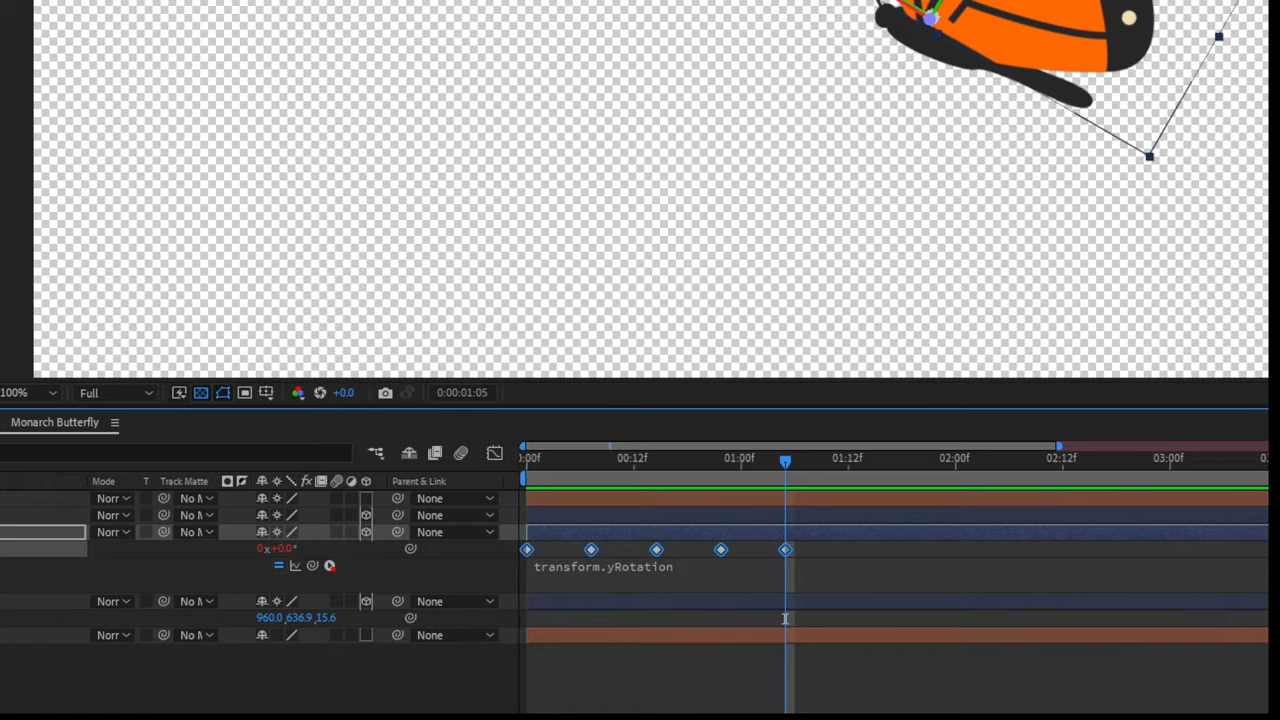 100% Full +0.0 0:00:01:05
Monarch Butterfly
:00f 00:12f 01:00f 01:12f 02:00f 02:12f 03:00f
Mode T Track Matte fx Parent & Link
Norr No M None
Norr No M None
Norr No M None
0x+0.0°
transform.yRotation
Norr No M None
960.0,636.9,15.6
Norr No M None